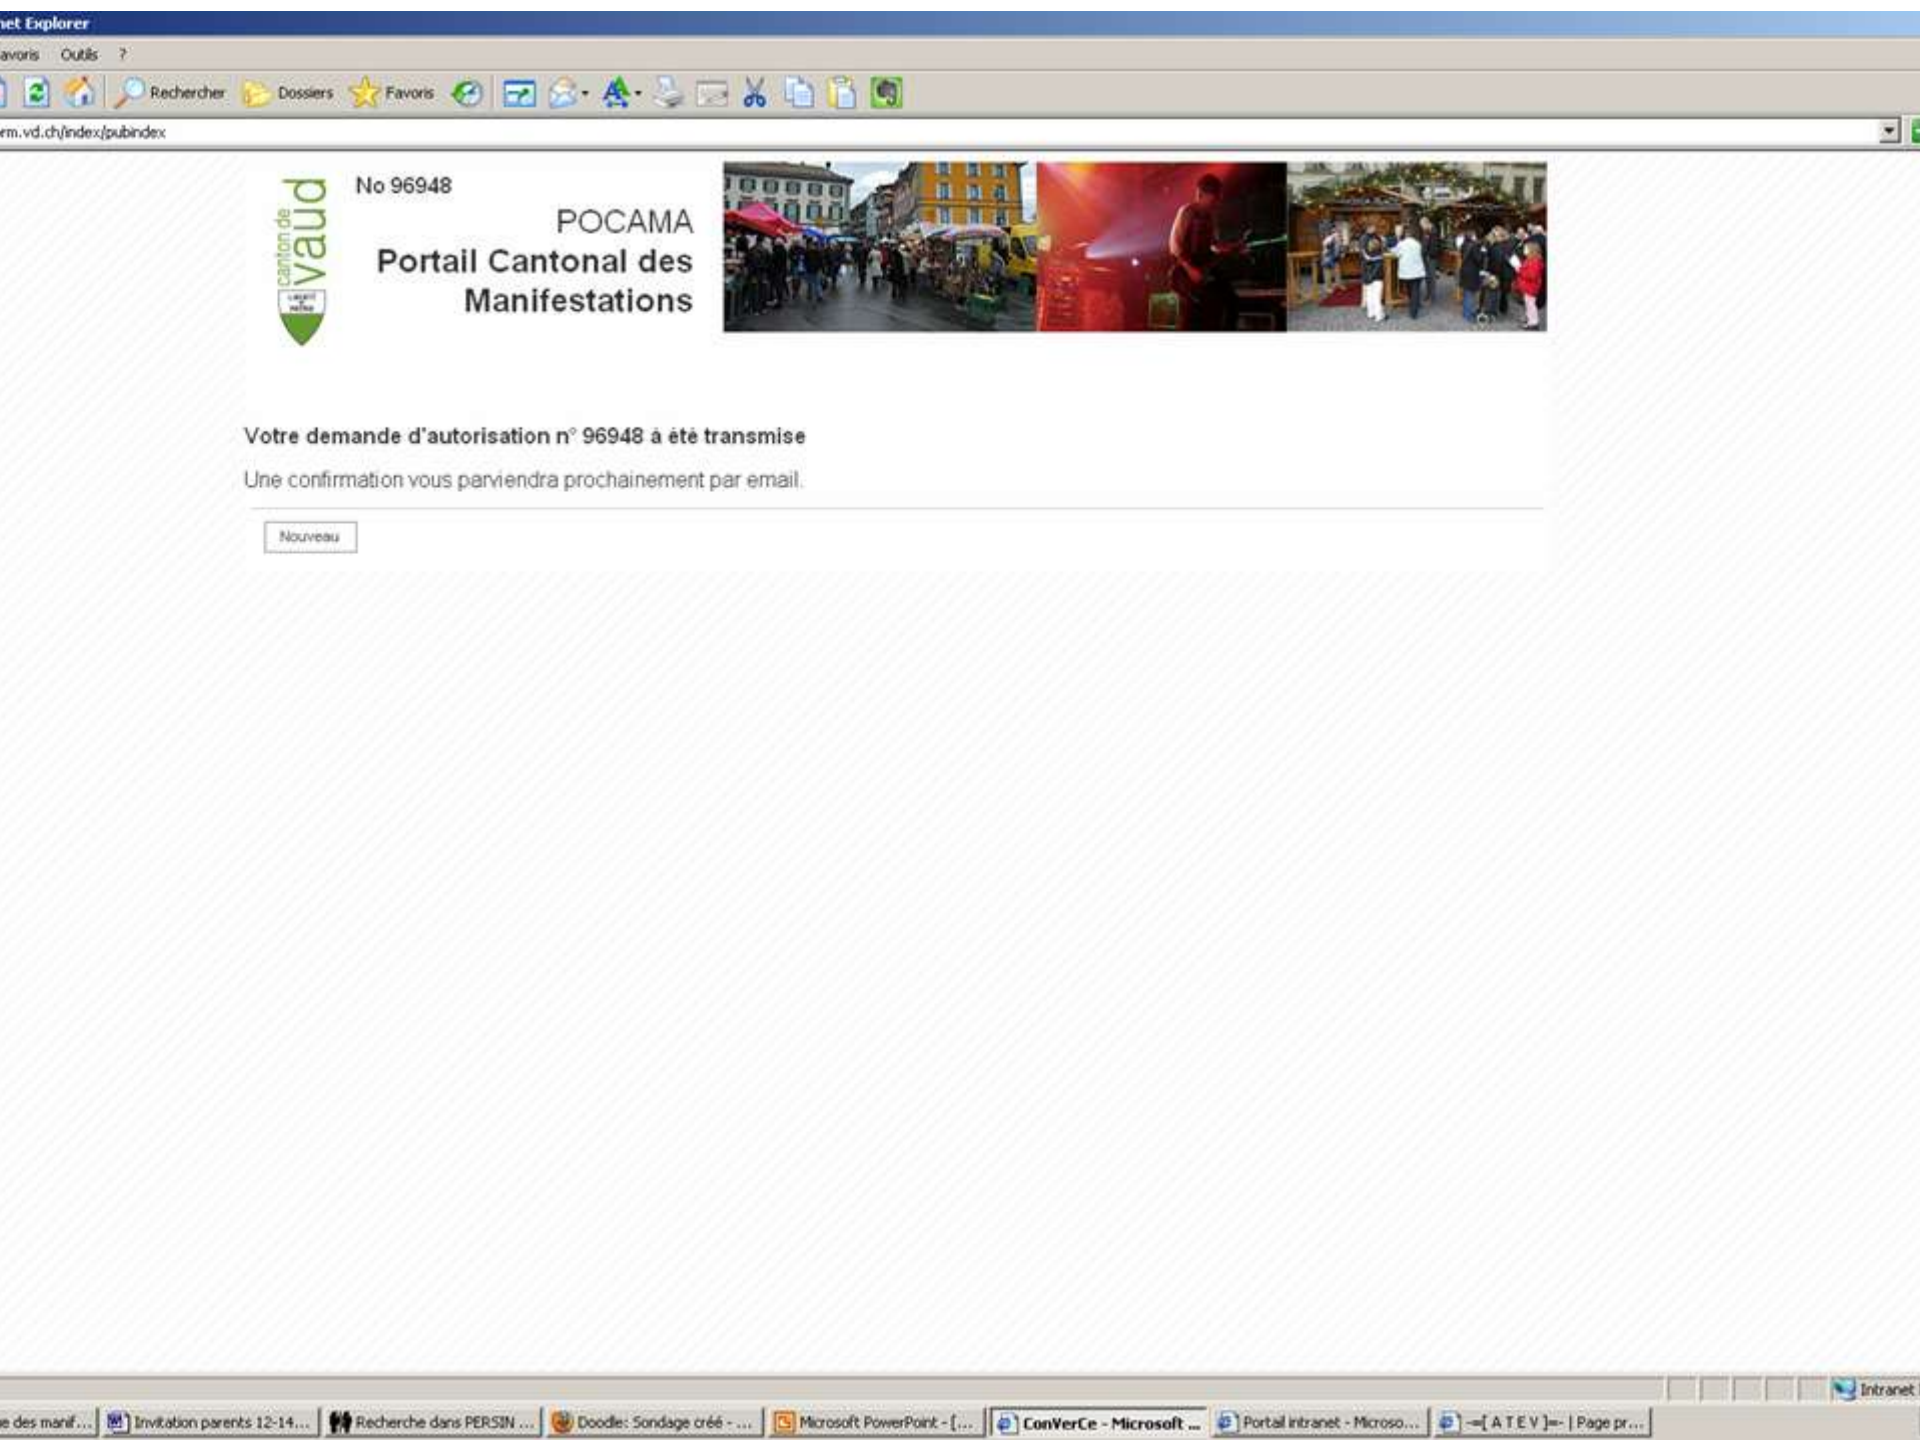 net Explorer
avoris Outils ?
Rechercher Dossiers Favoris
rm.vd.ch/index/pubindex
canton de
vaud
LIBERTÉ
ET
PATRIE
No 96948
POCAMA
Portail Cantonal des
Manifestations
Votre demande d'autorisation n° 96948 à été transmise
Une confirmation vous parviendra prochainement par email.
Nouveau
Intranet
e des manif... Invitation parents 12-14... Recherche dans PERSIN ... Doodle: Sondage créé - ... Microsoft PowerPoint - [... ConVerCe - Microsoft ... Portail intranet - Microso... -=[ A T E V ]=- | Page pr...